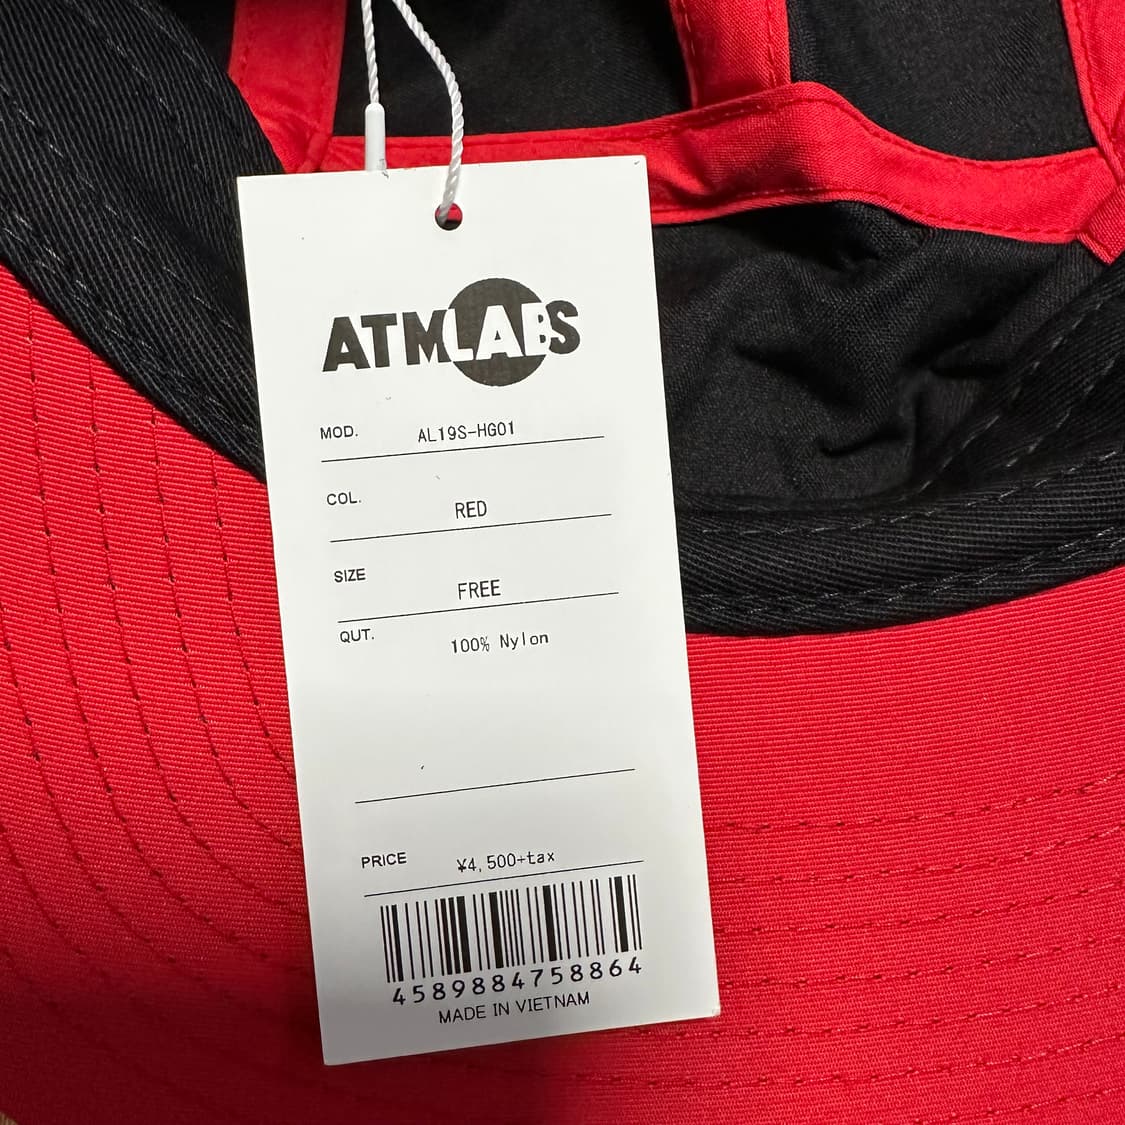 ATMLABS
MOD. AL19S-HG01
COL. RED
SIZE FREE
QUT. 100% Nylon
PRICE ¥4,500+tax
4589884758864
MADE IN VIETNAM